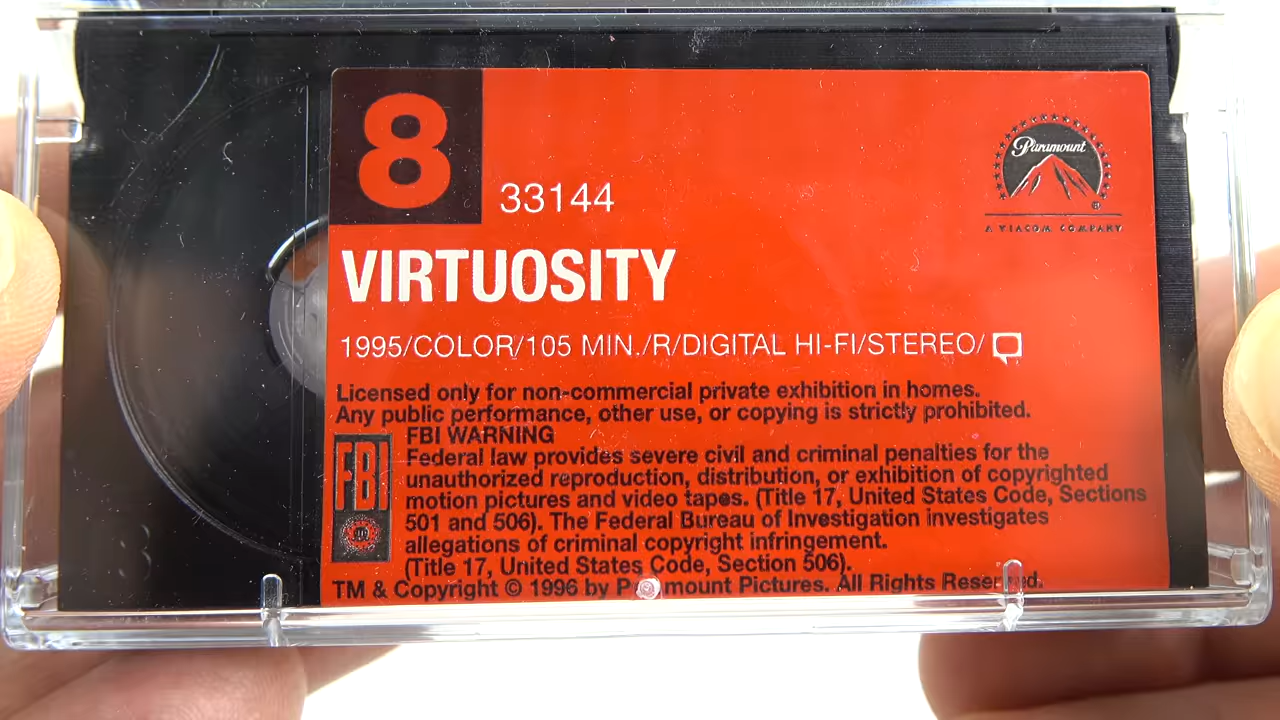 8
33144
Paramount
A VIACOM COMPANY
VIRTUOSITY
1995/COLOR/105 MIN./R/DIGITAL HI-FI/STEREO/
Licensed only for non-commercial private exhibition in homes.
Any public performance, other use, or copying is strictly prohibited.
FBI
FBI WARNING
Federal law provides severe civil and criminal penalties for the
unauthorized reproduction, distribution, or exhibition of copyrighted
motion pictures and video tapes. (Title 17, United States Code, Sections
501 and 506). The Federal Bureau of Investigation investigates
allegations of criminal copyright infringement.
(Title 17, United States Code, Section 506).
TM & Copyright © 1996 by Paramount Pictures. All Rights Reserved.